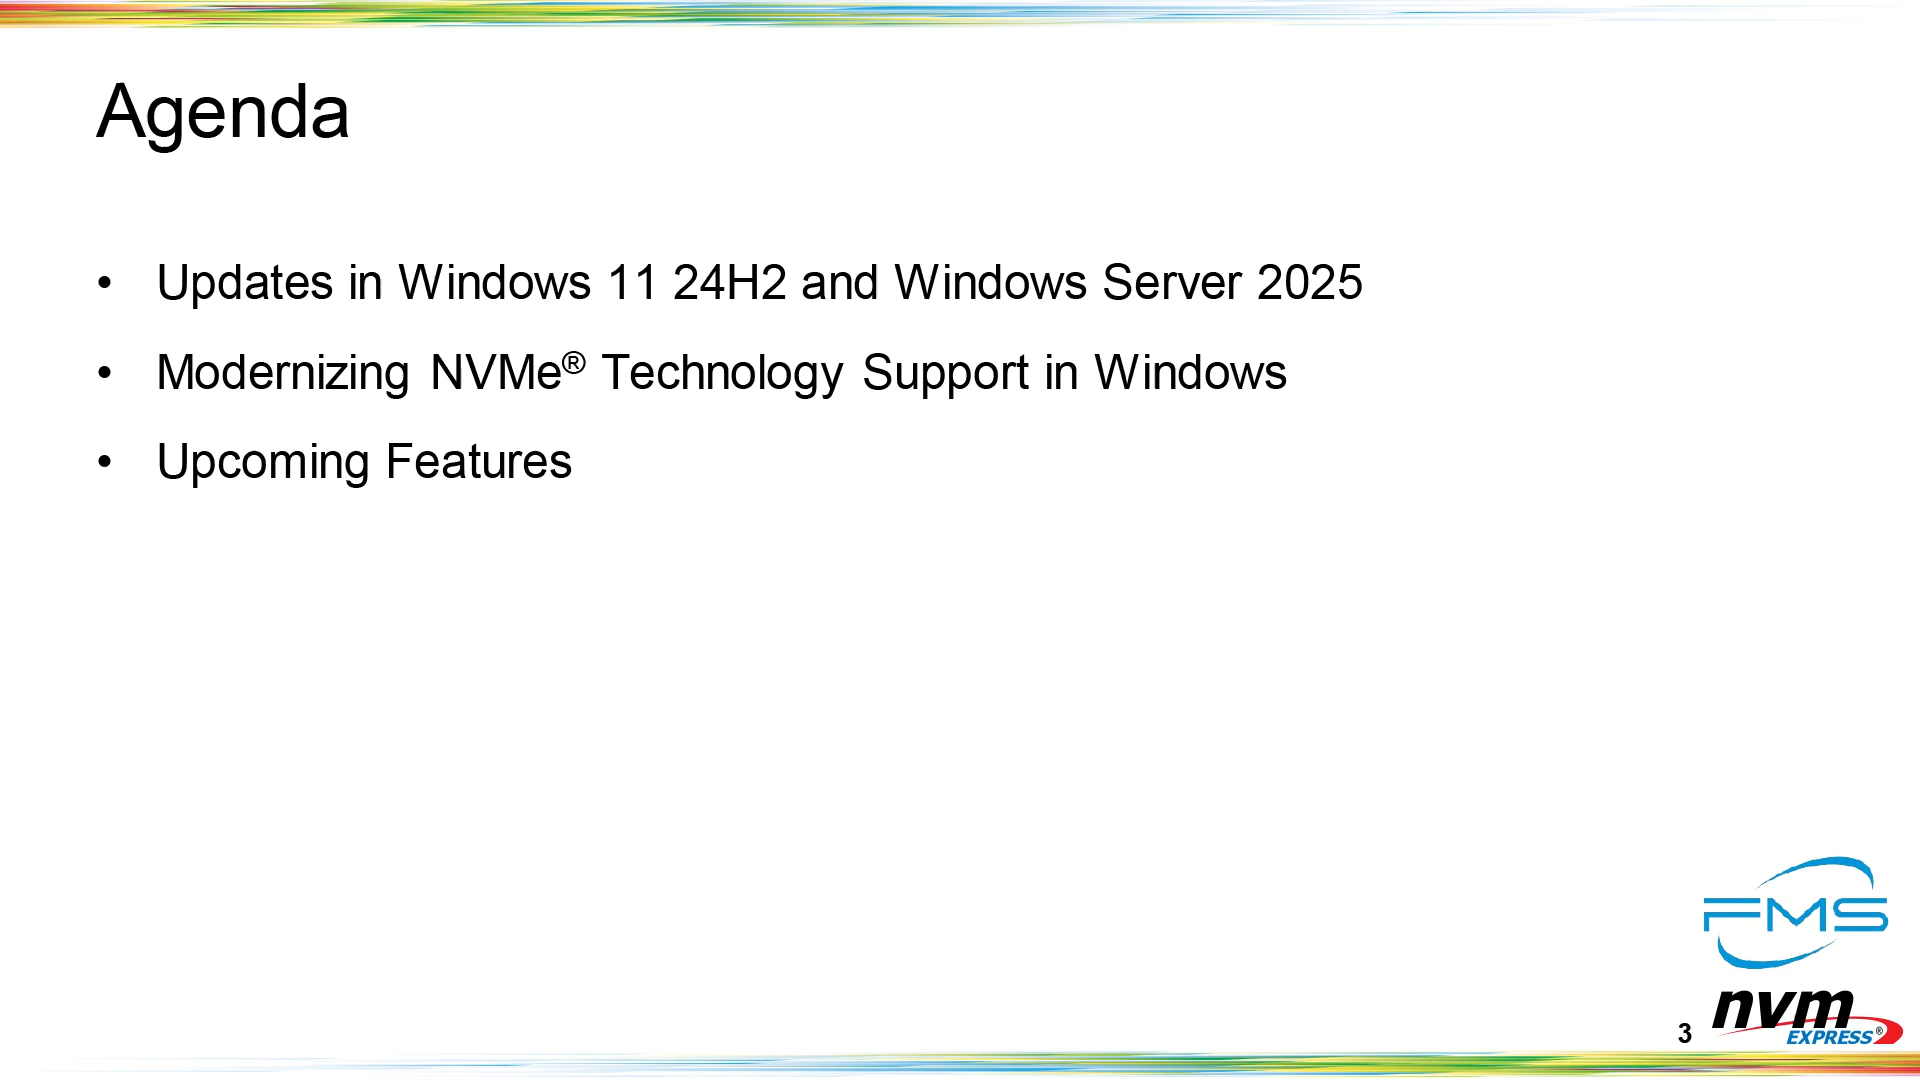 Agenda
• Updates in Windows 11 24H2 and Windows Server 2025
• Modernizing NVMe® Technology Support in Windows
• Upcoming Features
FMS
nvm
EXPRESS®
3